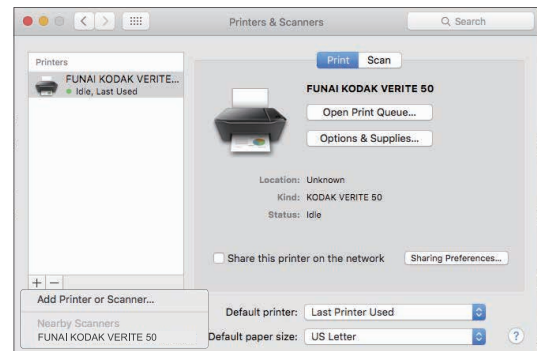 Printers & Scanners
Search
Printers
FUNAI KODAK VERITE...
Idle, Last Used
Print Scan
FUNAI KODAK VERITE 50
Open Print Queue...
Options & Supplies...
Location: Unknown
Kind: KODAK VERITE 50
Status: Idle
Share this printer on the network Sharing Preferences...
+ −
Add Printer or Scanner...
Nearby Scanners
FUNAI KODAK VERITE 50
Default printer: Last Printer Used
Default paper size: US Letter
?